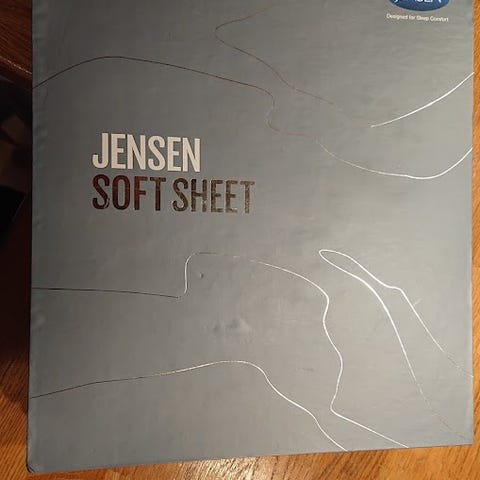 Designed for Sleep Comfort
JENSEN
SOFT SHEET